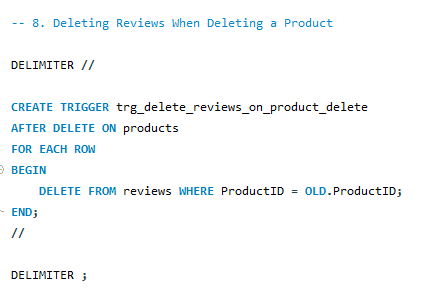 -- 8. Deleting Reviews When Deleting a Product
DELIMITER //
CREATE TRIGGER trg_delete_reviews_on_product_delete
AFTER DELETE ON products
FOR EACH ROW
BEGIN
DELETE FROM reviews WHERE ProductID = OLD.ProductID;
END;
//
DELIMITER ;